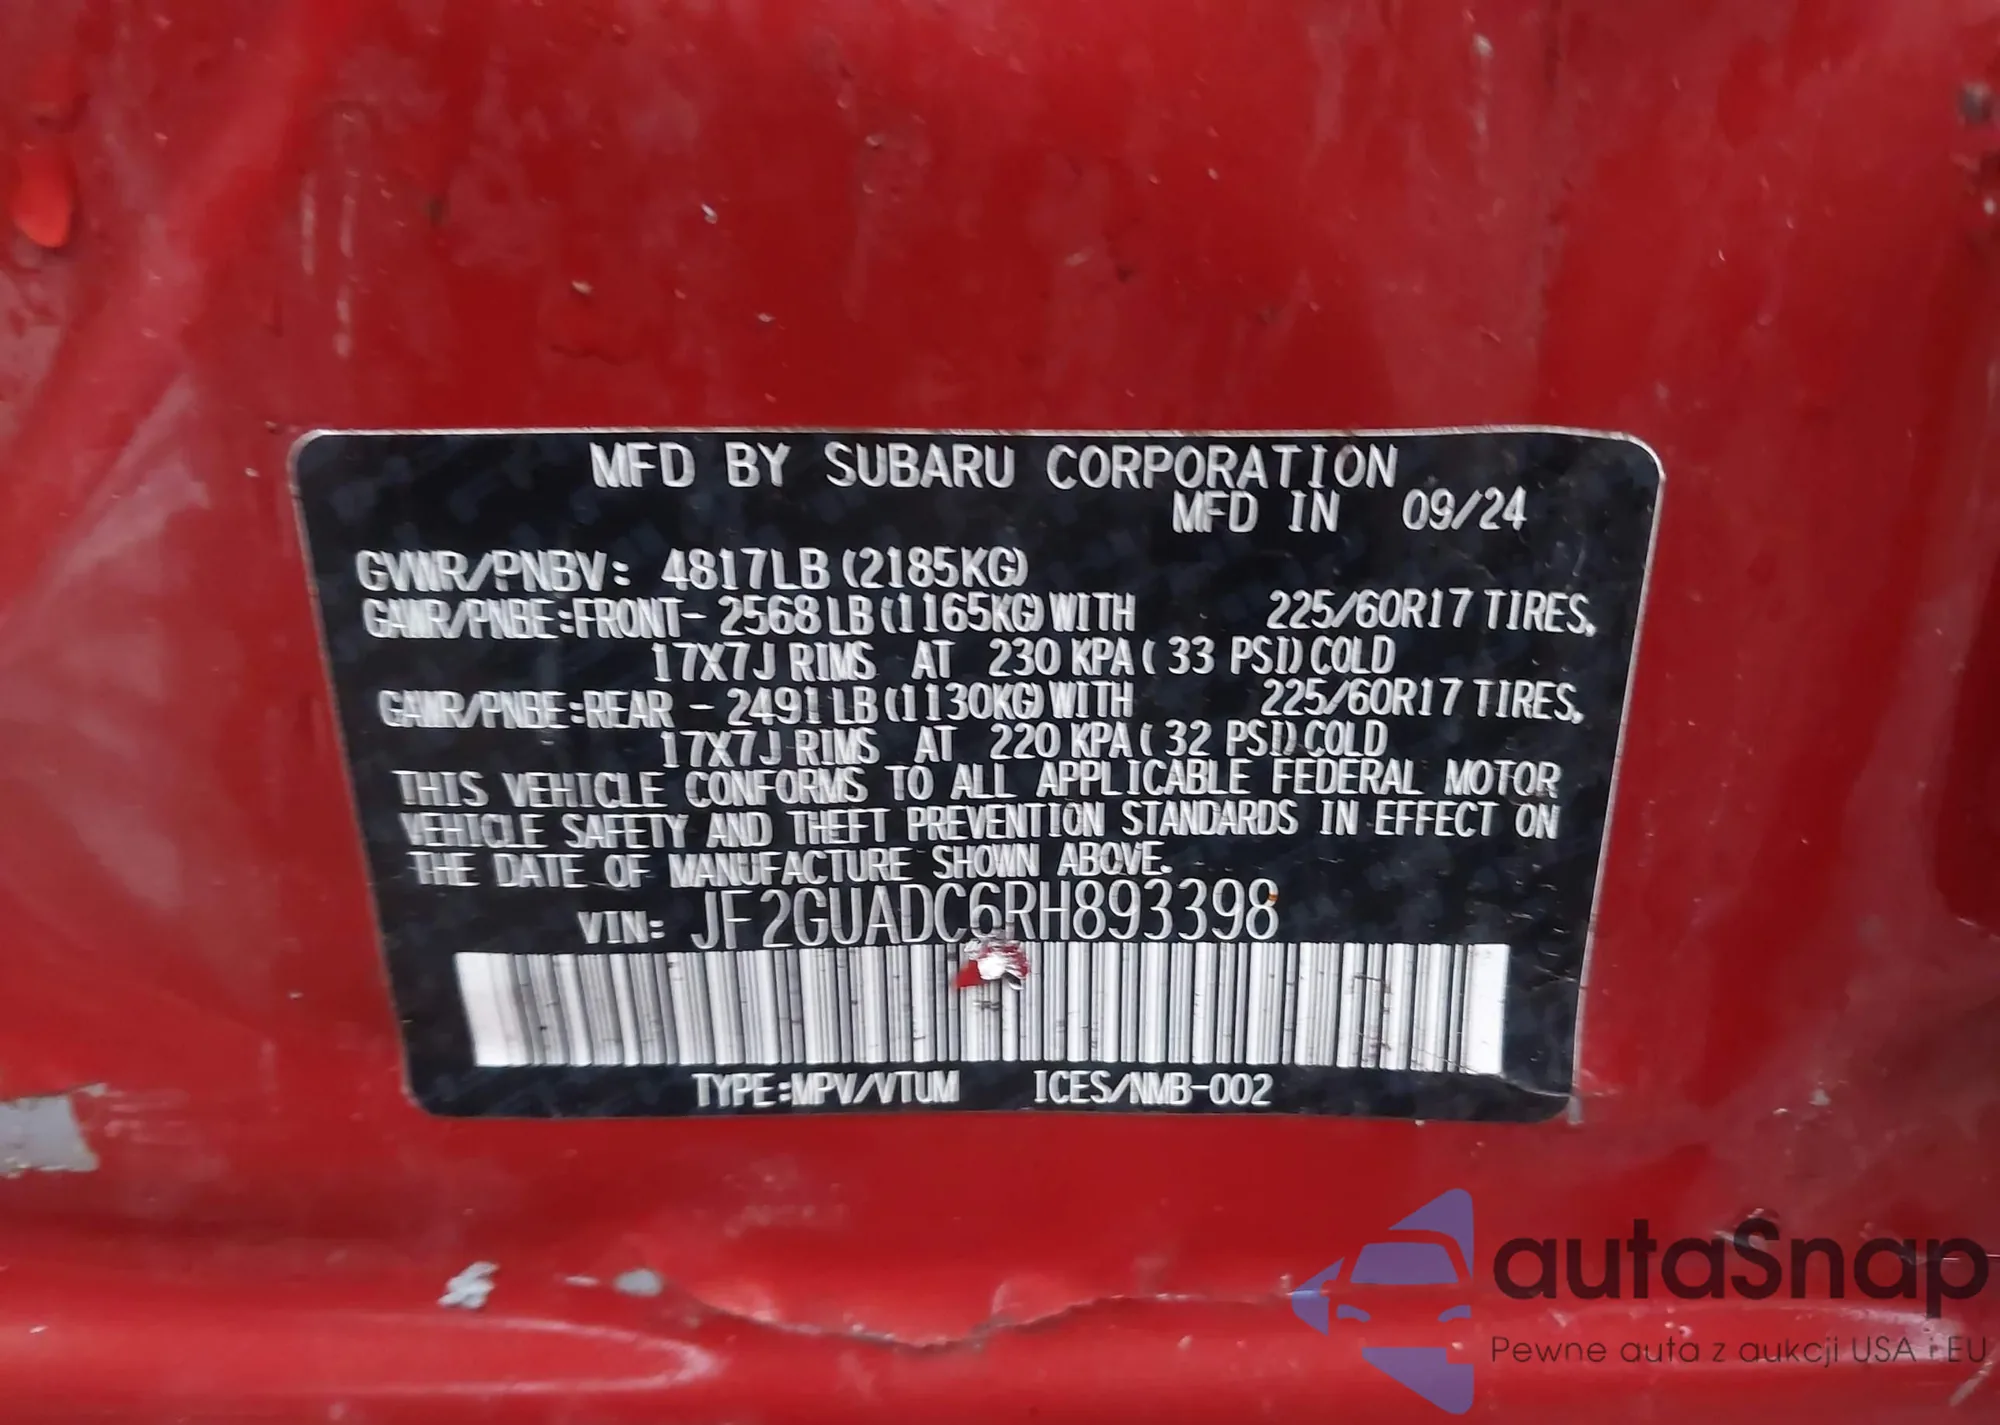 MFD BY SUBARU CORPORATION
MFD IN 09/24
GVWR/PNBV: 4817LB(2185KG)
GAWR/PNBE:FRONT- 2568LB(1165KG)WITH 225/60R17 TIRES,
17X7J RIMS AT 230 KPA( 33 PSI)COLD
GAWR/PNBE:REAR - 2491LB(1130KG)WITH 225/60R17 TIRES,
17X7J RIMS AT 220 KPA( 32 PSI)COLD
THIS VEHICLE CONFORMS TO ALL APPLICABLE FEDERAL MOTOR
VEHICLE SAFETY AND THEFT PREVENTION STANDARDS IN EFFECT ON
THE DATE OF MANUFACTURE SHOWN ABOVE.
VIN: JF2GUADC6RH893398
TYPE:MPV/VTUM ICES/NMB-002
autaSnap
Pewne auta z aukcji USA i EU